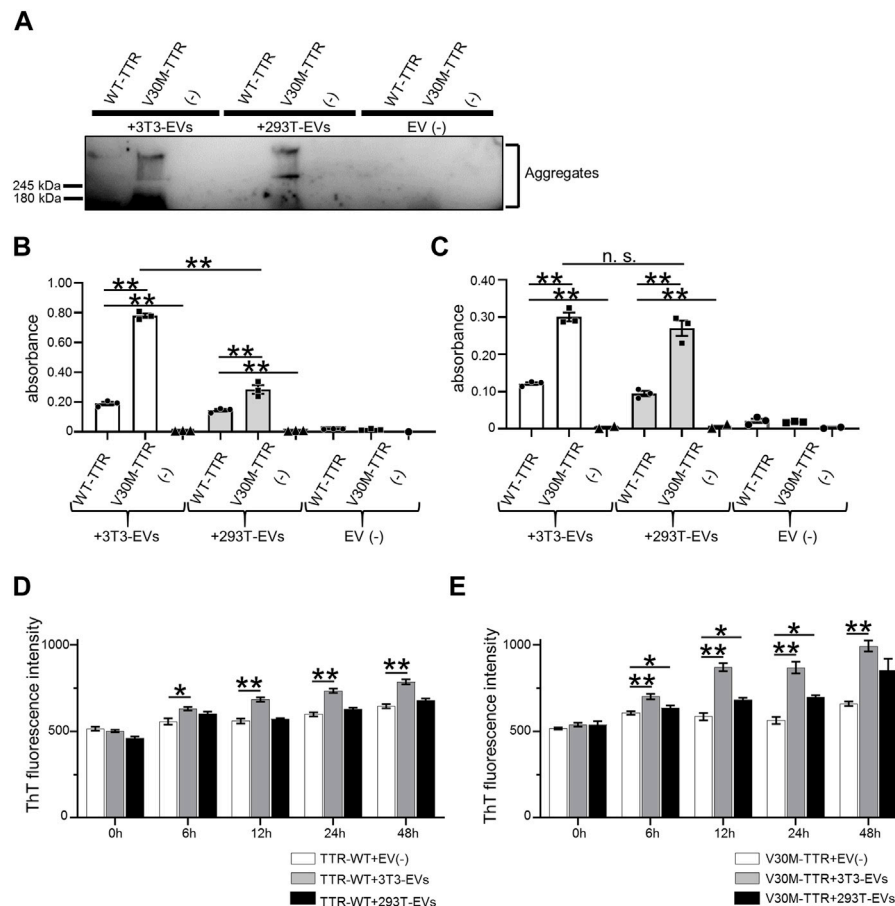 A
WT-TTR V30M-TTR (-) WT-TTR V30M-TTR (-) WT-TTR V30M-TTR (-)
+3T3-EVs +293T-EVs EV (-)
245 kDa
180 kDa
Aggregates
B
absorbance
1.00
0.80
0.60
0.40
0.20
0
** ** ** ** **
WT-TTR V30M-TTR (-) WT-TTR V30M-TTR (-) WT-TTR V30M-TTR (-)
+3T3-EVs +293T-EVs EV (-)
C
absorbance
0.40
0.30
0.20
0.10
0
n. s.
** ** ** **
WT-TTR V30M-TTR (-) WT-TTR V30M-TTR (-) WT-TTR V30M-TTR (-)
+3T3-EVs +293T-EVs EV (-)
D
ThT fluorescence intensity
1000
500
0
* ** ** **
0h 6h 12h 24h 48h
TTR-WT+EV(-)
TTR-WT+3T3-EVs
TTR-WT+293T-EVs
E
ThT fluorescence intensity
1000
500
0
* * * **
** ** **
0h 6h 12h 24h 48h
V30M-TTR+EV(-)
V30M-TTR+3T3-EVs
V30M-TTR+293T-EVs